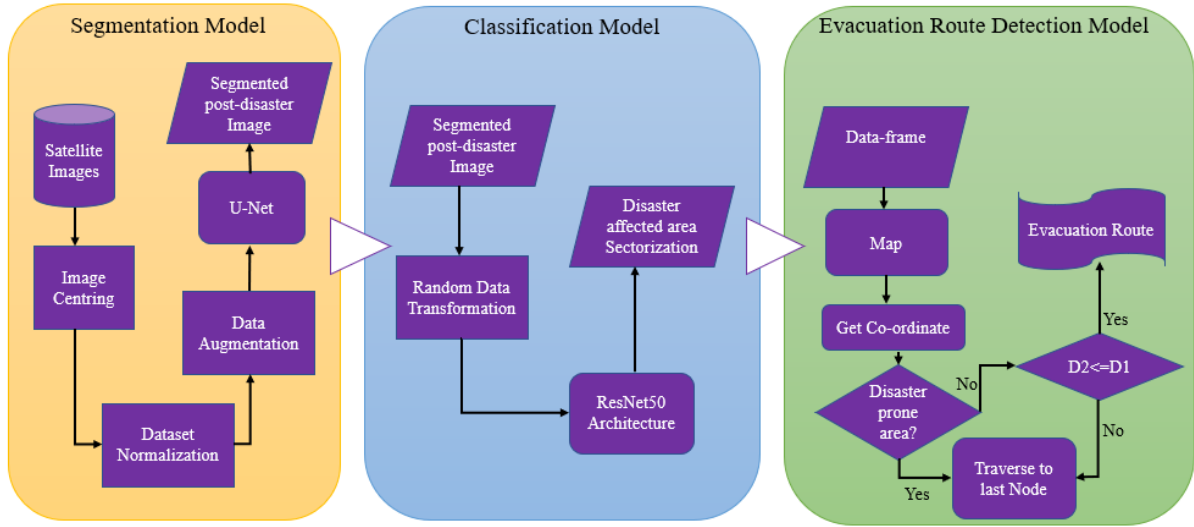 Segmentation Model
Segmented
post-disaster
Image
Satellite
Images
U-Net
Image
Centring
Data
Augmentation
Dataset
Normalization
Classification Model
Segmented
post-disaster
Image
Disaster
affected area
Sectorization
Random Data
Transformation
ResNet50
Architecture
Evacuation Route Detection Model
Data-frame
Map
Evacuation Route
Get Co-ordinate
Yes
D2<=D1
No
Disaster
prone
area?
No
Yes
Traverse to
last Node